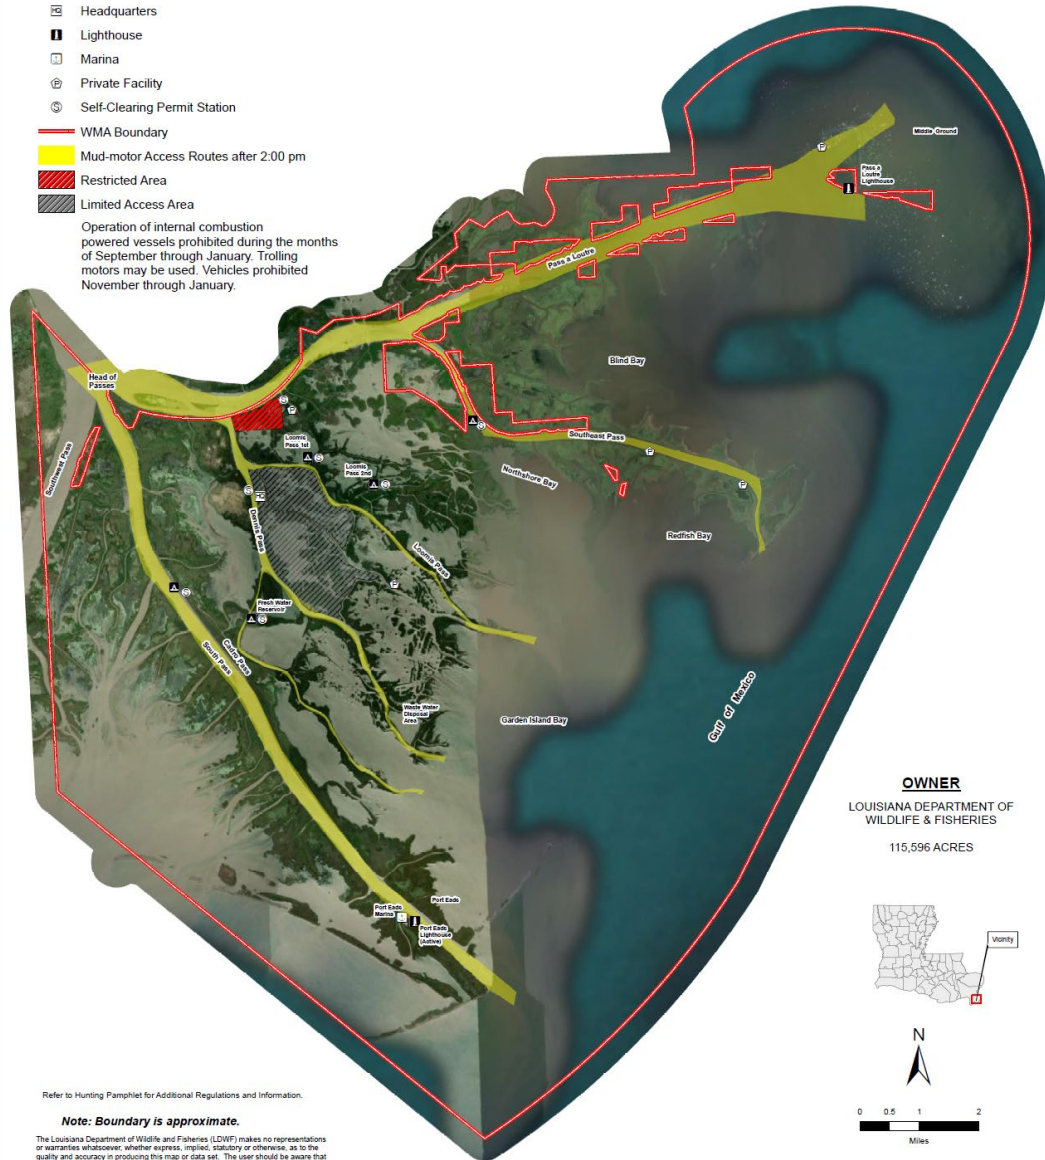 Headquarters
Lighthouse
Marina
Private Facility
Self-Clearing Permit Station
WMA Boundary
Mud-motor Access Routes after 2:00 pm
Restricted Area
Limited Access Area
Operation of internal combustion
powered vessels prohibited during the months
of September through January. Trolling
motors may be used. Vehicles prohibited
November through January.
Middle Ground
Pass a
Loutre
Lighthouse
Pass a Loutre
Blind Bay
Head of
Passes
Southwest Pass
Southeast Pass
Loomis
Pass 1st
Loomis
Pass 2nd
Northshore Bay
Redfish Bay
Dennis Pass
Loomis Pass
Fresh Water
Reservoir
South Pass
Cadro Pass
Waste Water
Disposal
Area
Garden Island Bay
Gulf of Mexico
Port Eads
Port Eads
Marina
Port Eads
Lighthouse
(Active)
OWNER
LOUISIANA DEPARTMENT OF
WILDLIFE & FISHERIES
115,596 ACRES
Vicinity
N
0 0.5 1 2
Miles
Refer to Hunting Pamphlet for Additional Regulations and Information.
Note: Boundary is approximate.
The Louisiana Department of Wildlife and Fisheries (LDWF) makes no representations
or warranties whatsoever, whether express, implied, statutory or otherwise, as to the
quality and accuracy in producing this map or data set. The user should be aware that